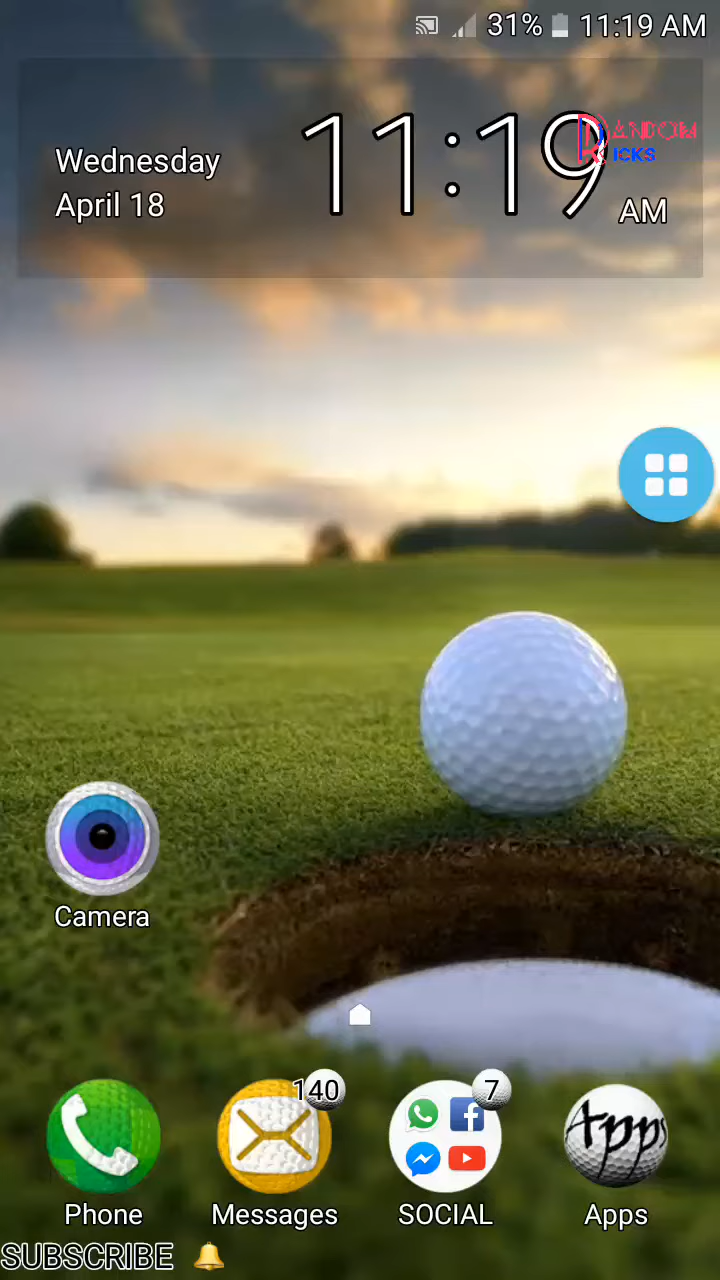 31% 11:19 AM
Wednesday
April 18
11:19
AM
RANDOM
RICKS
Camera
140
7
Apps
Phone
Messages
SOCIAL
Apps
SUBSCRIBE